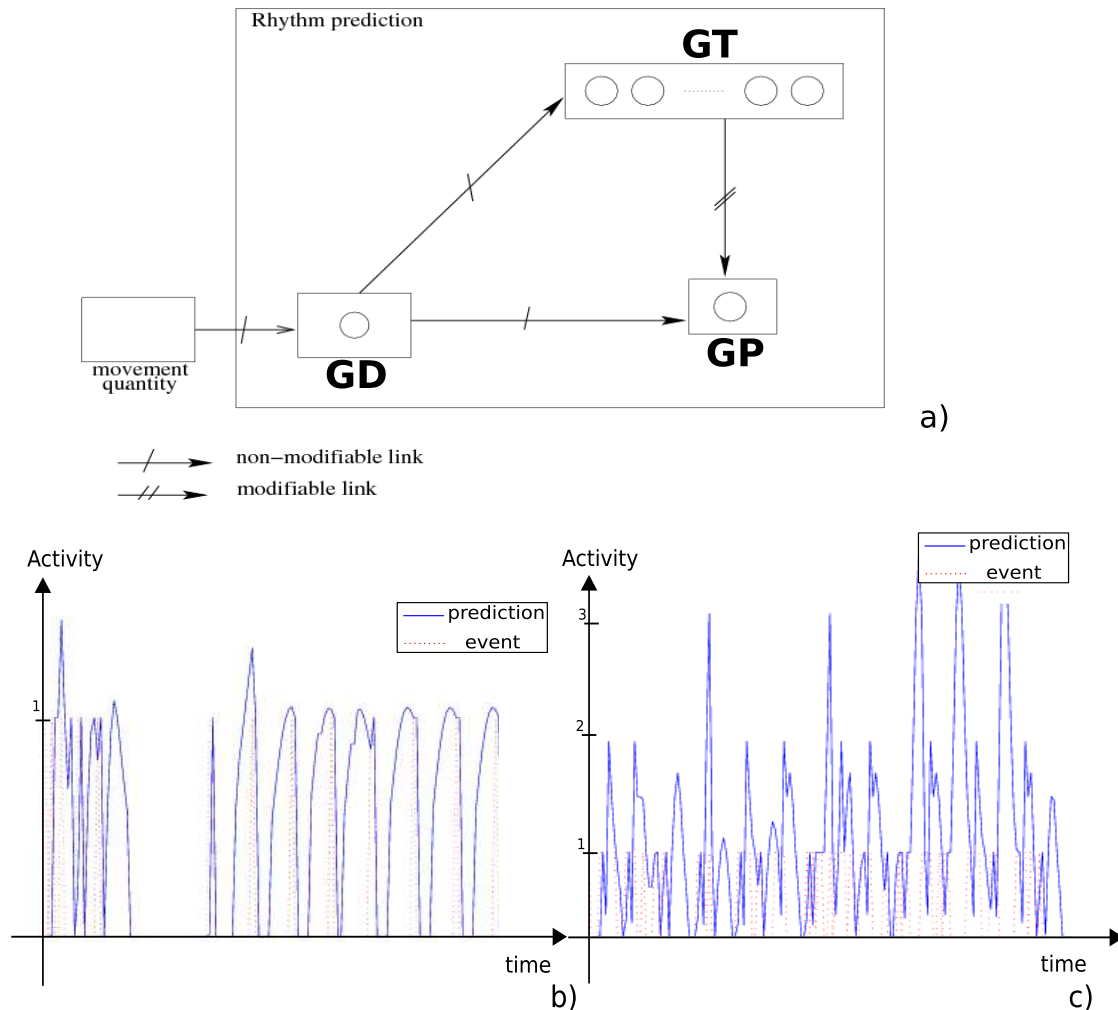 Rhythm prediction
GT
GD
GP
movement
quantity
a)
non−modifiable link
modifiable link
Activity
prediction
event
1
time
b)
Activity
prediction
event
3
2
1
time
c)